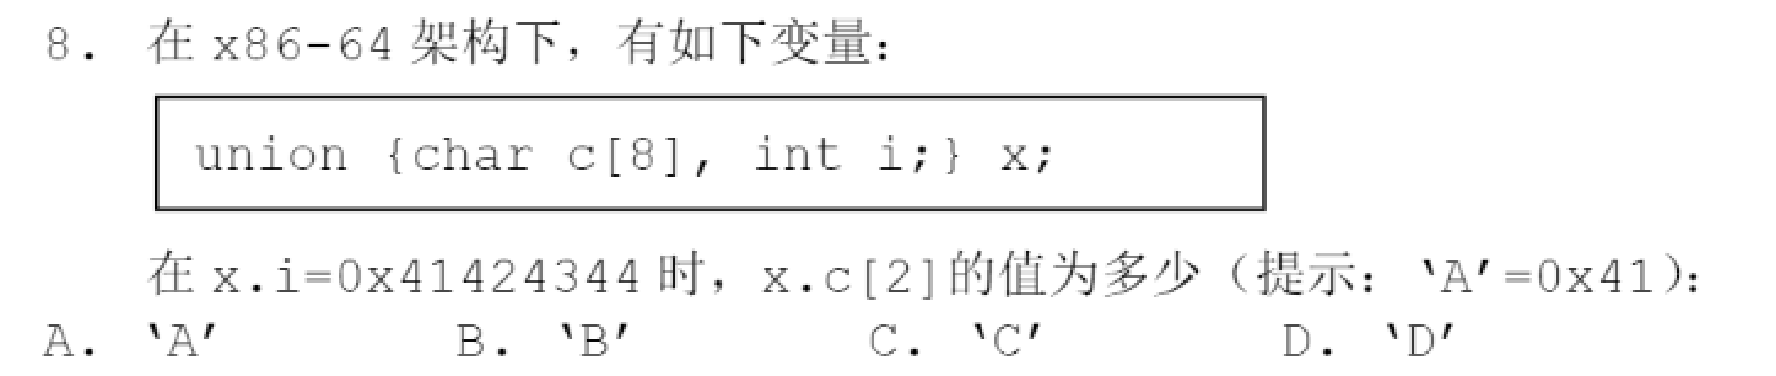 8. 在 x86-64 架构下，有如下变量：
union {char c[8], int i;} x;
在 x.i=0x41424344 时，x.c[2]的值为多少（提示：‘A’=0x41）：
A. ‘A’ B. ‘B’ C. ‘C’ D. ‘D’